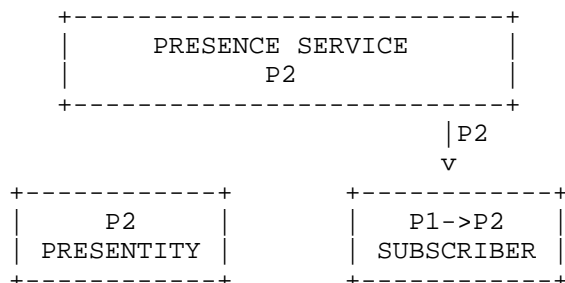 +---------------------------+
|      PRESENCE SERVICE     |
|             P2            |
+---------------------------+
                        |P2
                        v
+------------+       +------------+
|     P2     |       |   P1->P2   |
| PRESENTITY |       | SUBSCRIBER |
+------------+       +------------+